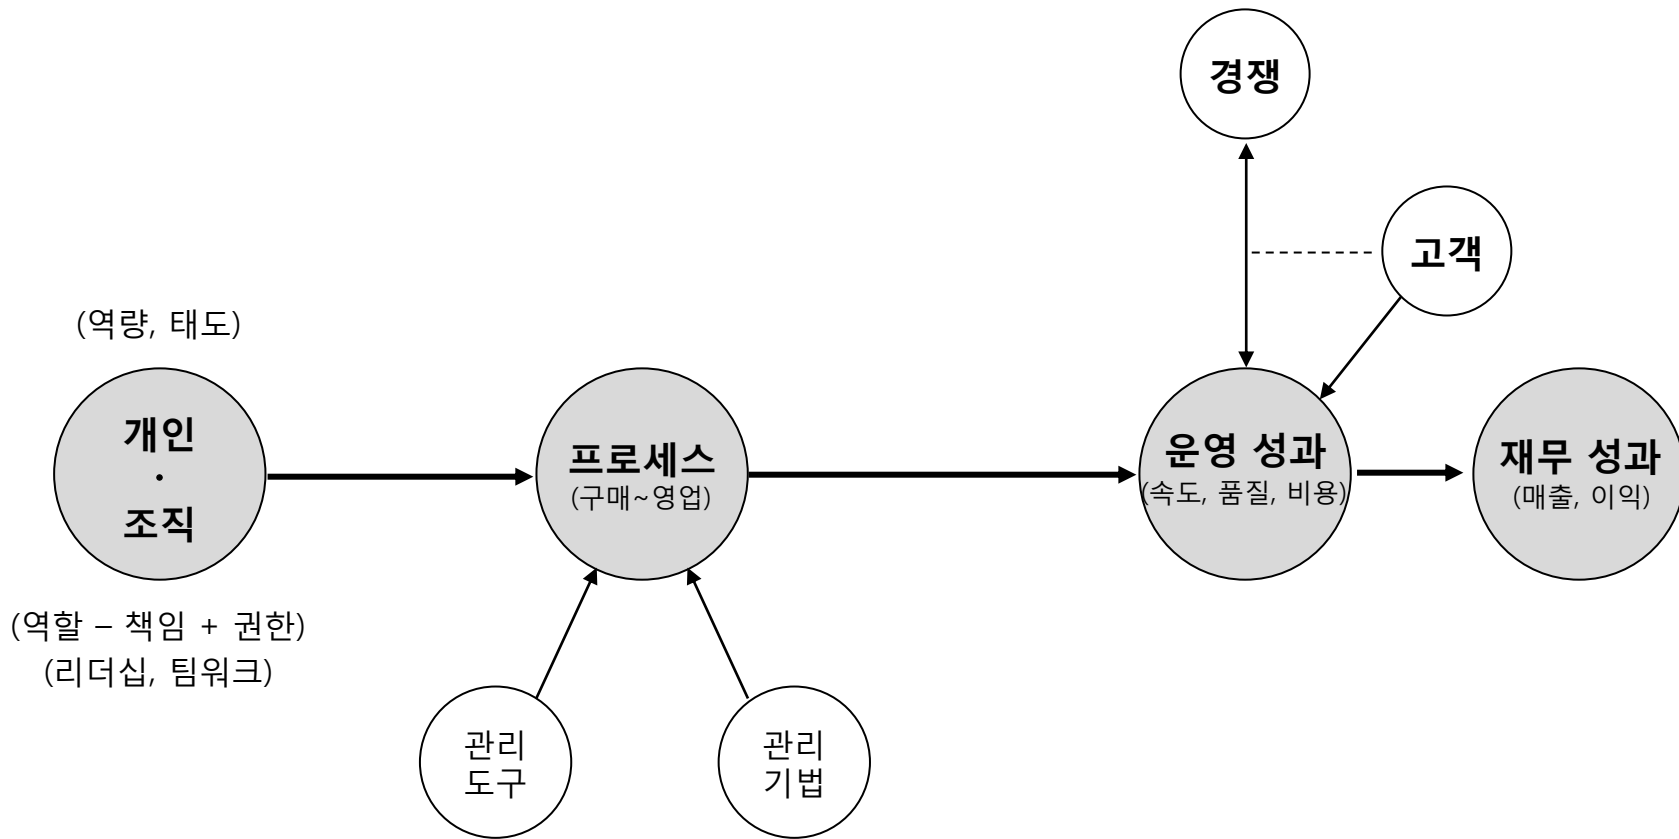 경쟁
고객
(역량, 태도)
개인
·
조직
(역할 – 책임 + 권한)
(리더십, 팀워크)
프로세스
(구매~영업)
관리
도구
관리
기법
운영 성과
(속도, 품질, 비용)
재무 성과
(매출, 이익)